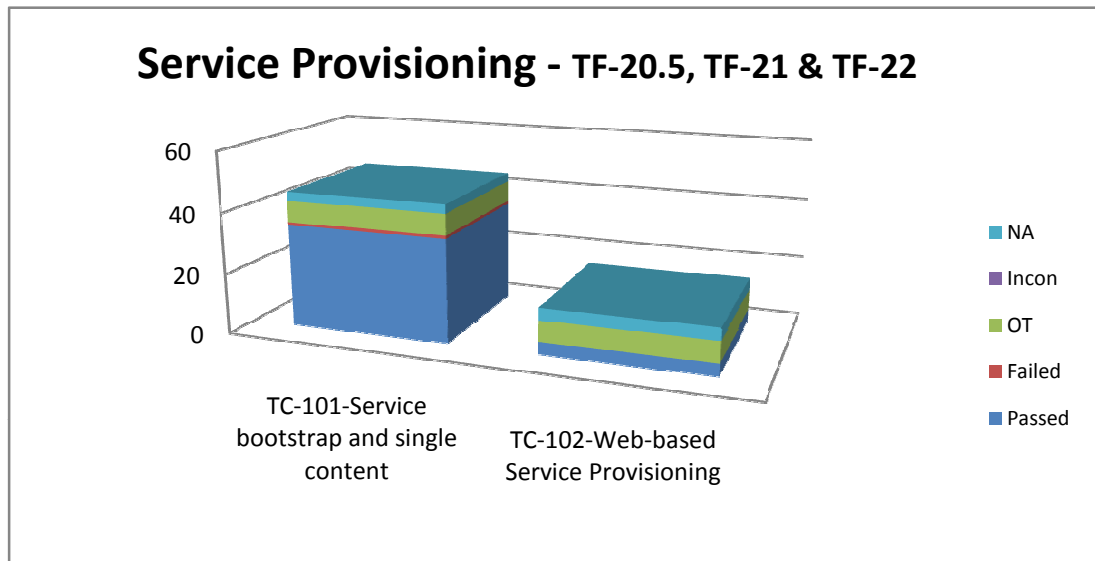 Service Provisioning - TF-20.5, TF-21 & TF-22
60
40
20
0
TC-101-Service
bootstrap and single
content
TC-102-Web-based
Service Provisioning
NA
Incon
OT
Failed
Passed